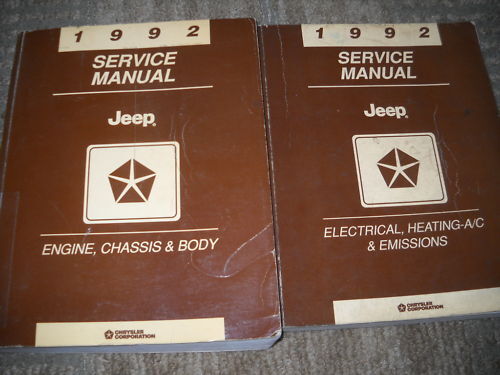 1992
SERVICE
MANUAL
Jeep®
ENGINE, CHASSIS & BODY
CHRYSLER
CORPORATION
1992
SERVICE
MANUAL
Jeep®
ELECTRICAL, HEATING-A/C
& EMISSIONS
CHRYSLER
CORPORATION